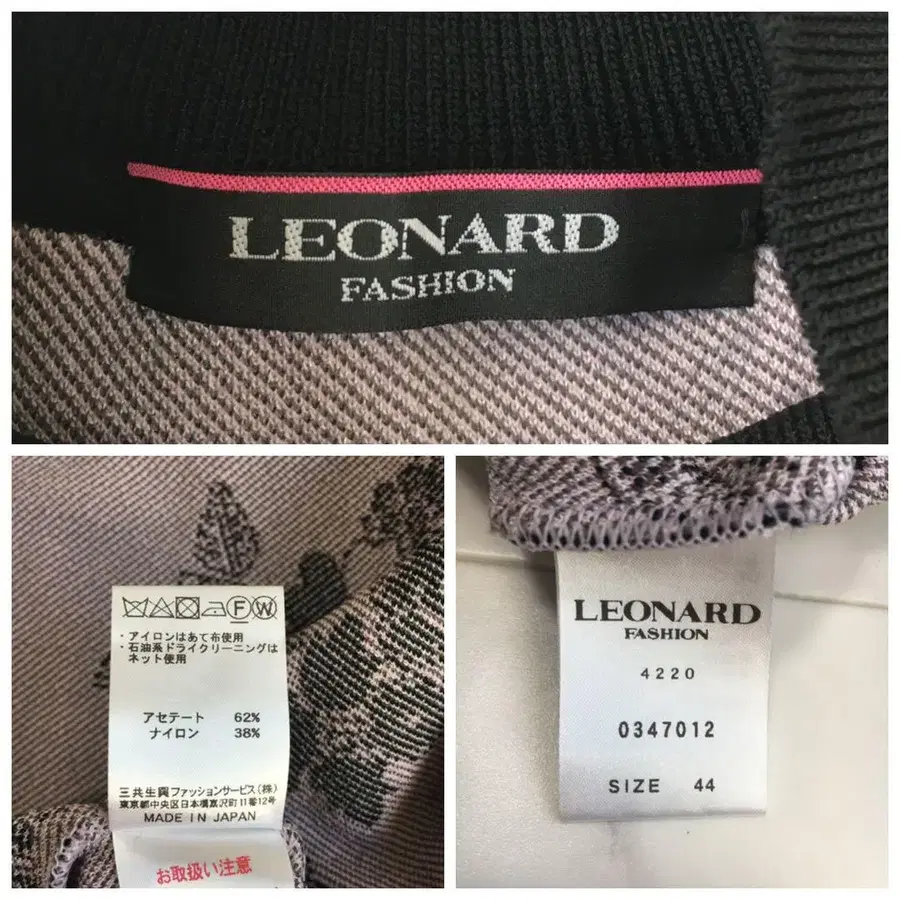 LEONARD
FASHION
F W
・アイロンはあて布使用
・石油系ドライクリーニングは
ネット使用
アセテート 62%
ナイロン 38%
三共生興ファッションサービス(株)
東京都中央区日本橋富沢町11番12号
MADE IN JAPAN
お取扱い注意
LEONARD
FASHION
4220
0347012
SIZE 44